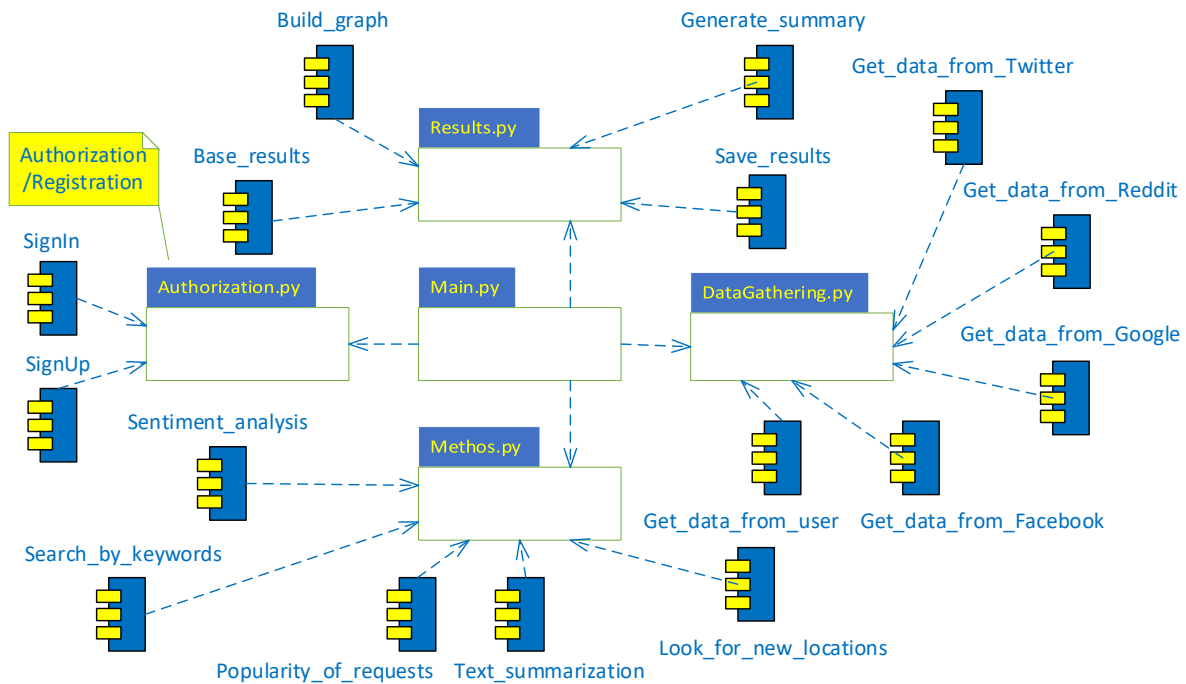 Build_graph
Generate_summary
Get_data_from_Twitter
Results.py
Authorization
/Registration
Base_results
Save_results
Get_data_from_Reddit
SignIn
Authorization.py
Main.py
DataGathering.py
Get_data_from_Google
SignUp
Sentiment_analysis
Methos.py
Get_data_from_user
Get_data_from_Facebook
Search_by_keywords
Look_for_new_locations
Popularity_of_requests
Text_summarization